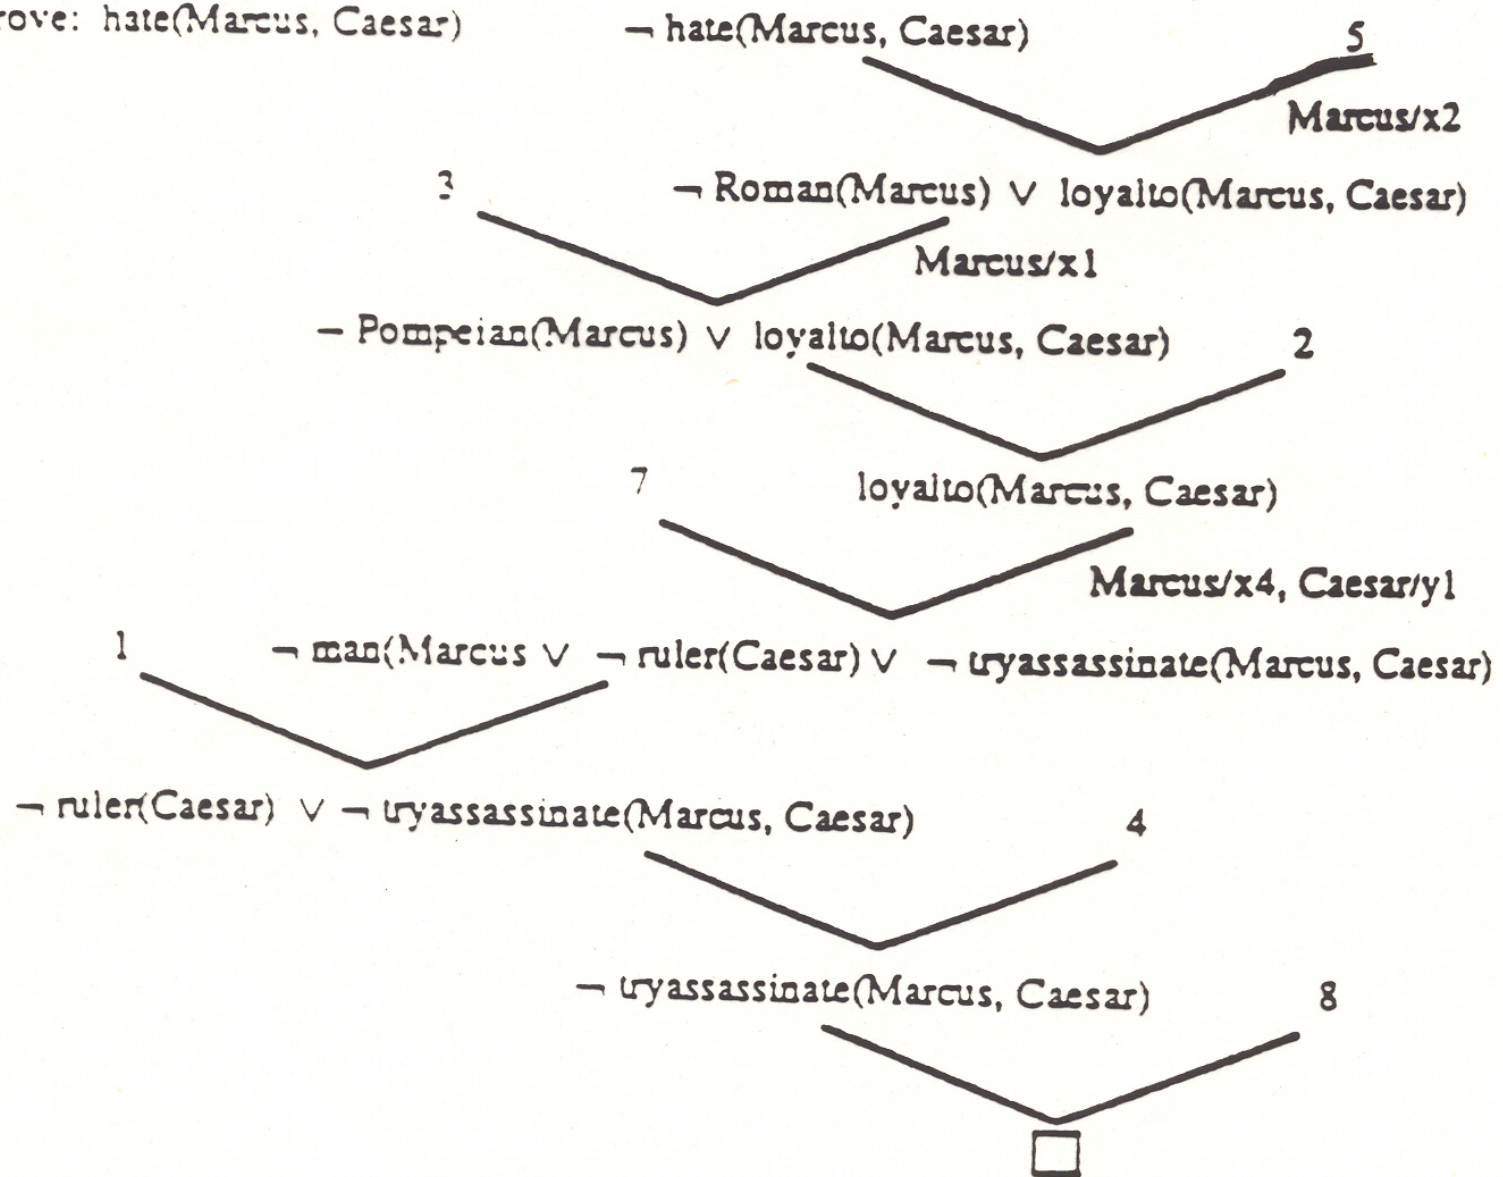 rove: hate(Marcus, Caesar) ¬ hate(Marcus, Caesar) 5
Marcus/x2
3 ¬ Roman(Marcus) ∨ loyalto(Marcus, Caesar)
Marcus/x1
¬ Pompeian(Marcus) ∨ loyalto(Marcus, Caesar) 2
7 loyalto(Marcus, Caesar)
Marcus/x4, Caesar/y1
1 ¬ man(Marcus ∨ ¬ ruler(Caesar) ∨ ¬ tryassassinate(Marcus, Caesar)
¬ ruler(Caesar) ∨ ¬ tryassassinate(Marcus, Caesar) 4
¬ tryassassinate(Marcus, Caesar) 8